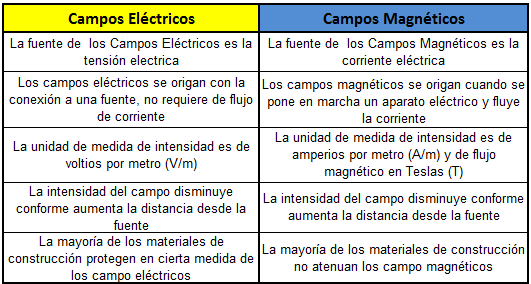 Campos Eléctricos
Campos Magnéticos
La fuente de los Campos Eléctricos es la
tensión electrica
La fuente de los Campos Magnéticos es la
corriente eléctrica
Los campos eléctricos se origan con la
conexión a una fuente, no requiere de flujo
de corriente
Los campos magnéticos se origan cuando se
pone en marcha un aparato eléctrico y fluye
la corriente
La unidad de medida de intensidad es de
voltios por metro (V/m)
La unidad de medida de intensidad es de
amperios por metro (A/m) y de flujo
magnético en Teslas (T)
La intensidad del campo disminuye
conforme aumenta la distancia desde la
fuente
La intensidad del campo disminuye conforme
aumenta la distancia desde la fuente
La mayoría de los materiales de
construcción protegen en cierta medida de
los campo eléctricos
La mayoría de los materiales de construcción
no atenuan los campo magnéticos